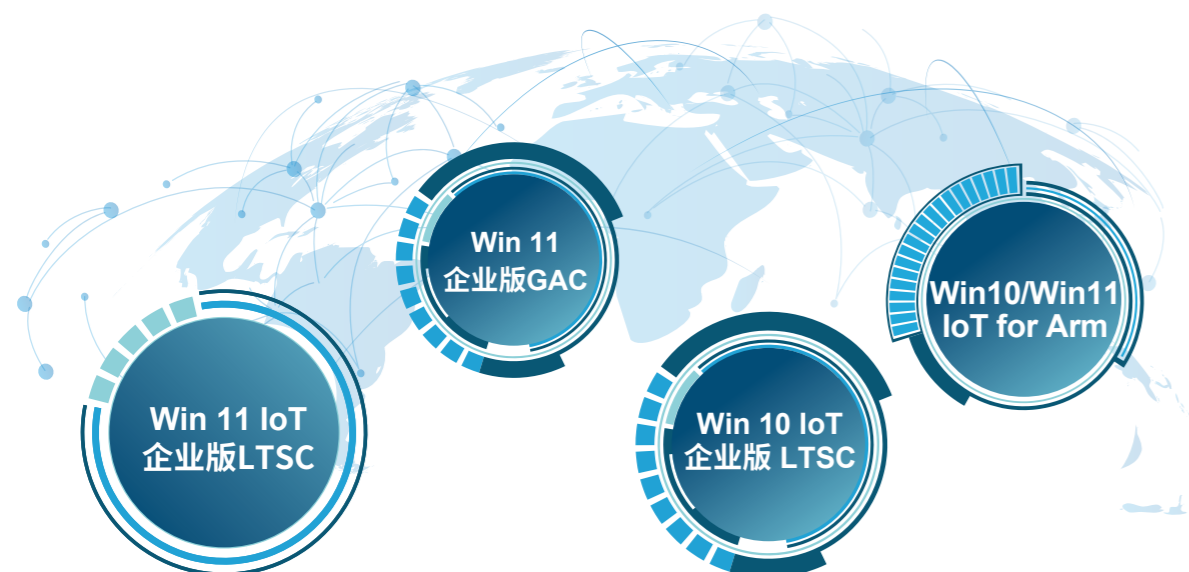 Win 11
企业版GAC
Win10/Win11
IoT for Arm
Win 11 IoT
企业版LTSC
Win 10 IoT
企业版 LTSC